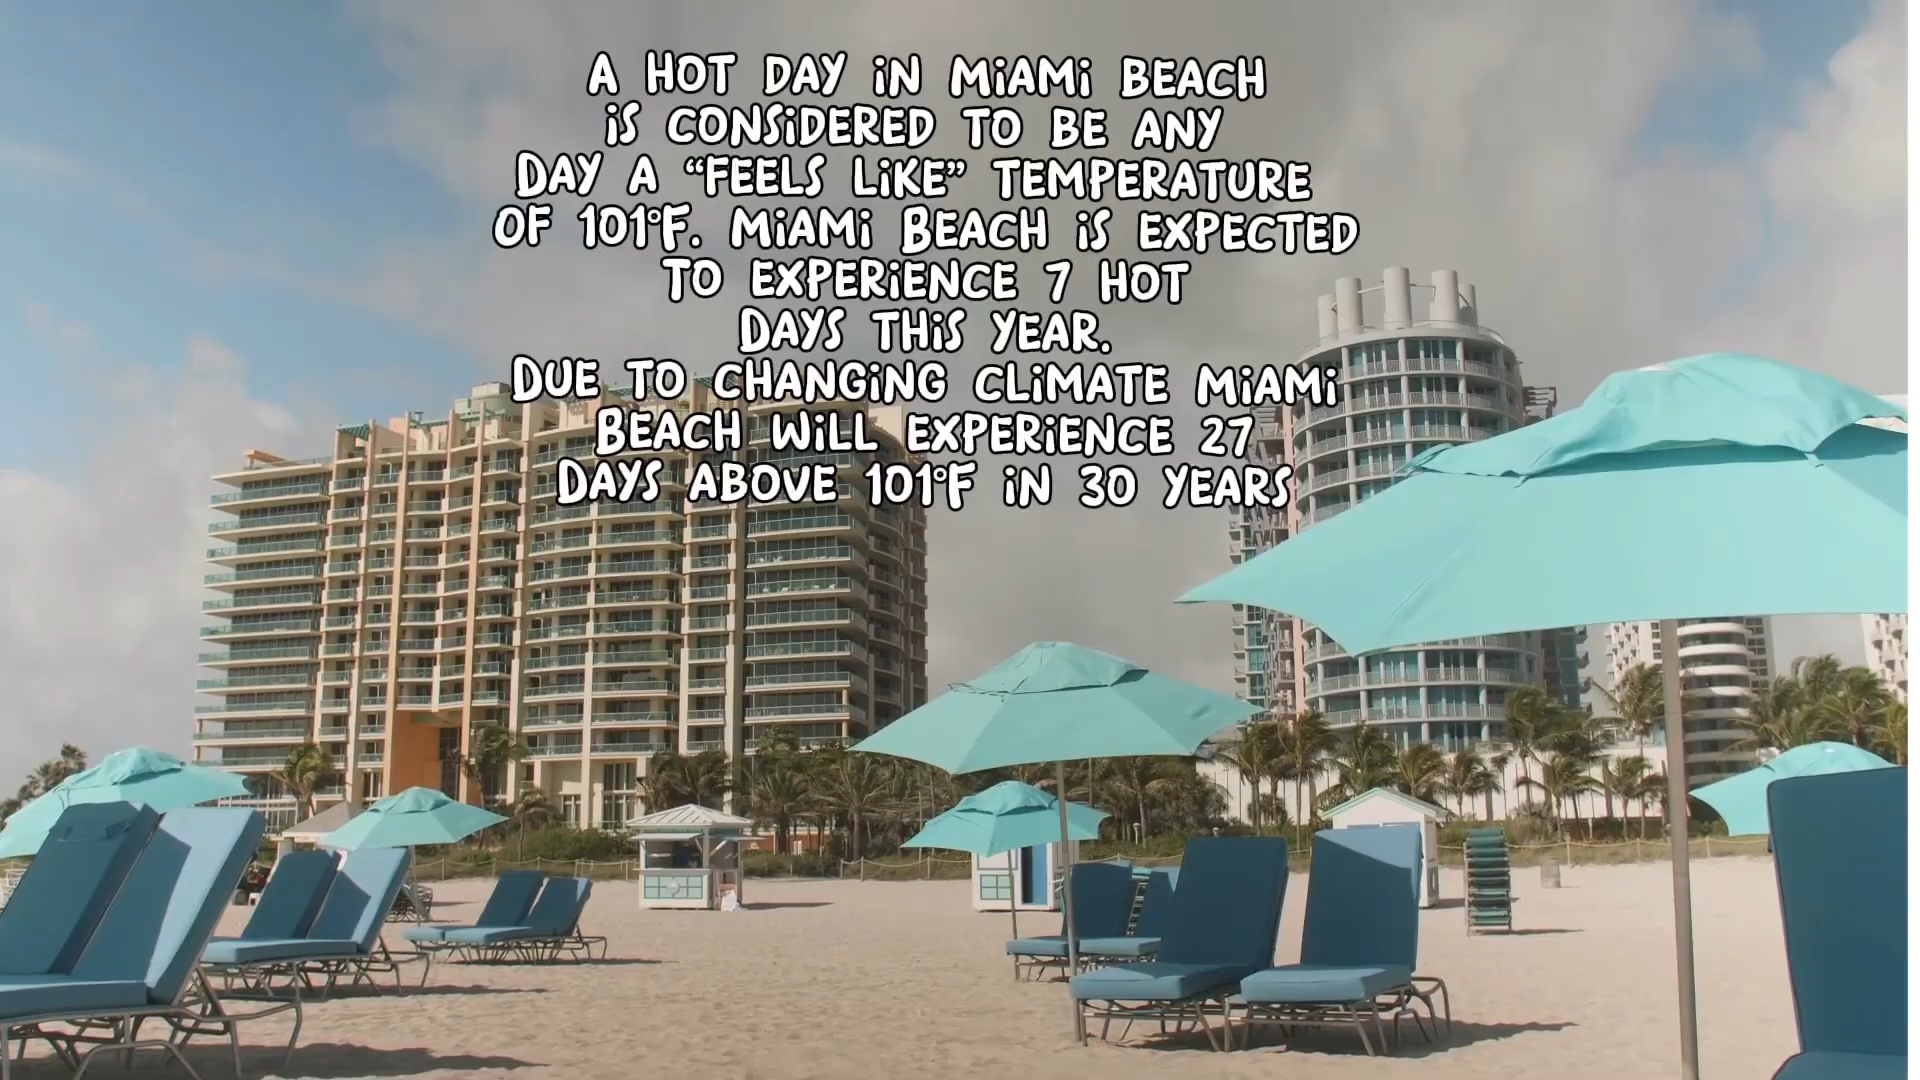 A HOT DAY iN MiAMi BEACH
iS CONSiDERED TO BE ANY
DAY A “FEELS LiKE” TEMPERATURE
OF 101°F. MiAMi BEACH iS EXPECTED
TO EXPERiENCE 7 HOT
DAYS THiS YEAR.
DUE TO CHANGiNG CLiMATE MiAMi
BEACH WiLL EXPERiENCE 27
DAYS ABOVE 101°F iN 30 YEARS